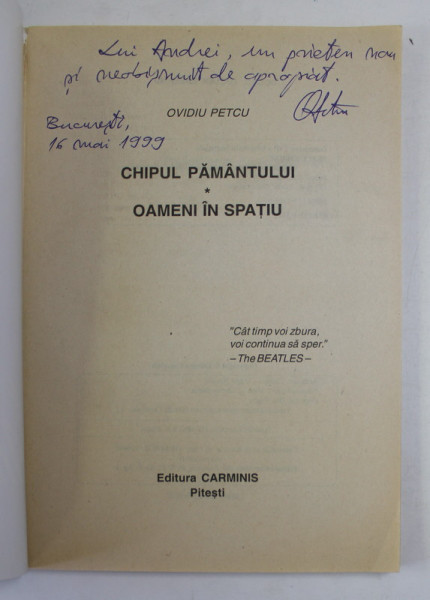 Lui Andrei, un prieten nou
și neobișnuit de apropiat.
OVIDIU PETCU
București,
16 mai 1999
CHIPUL PĂMÂNTULUI
*
OAMENI ÎN SPAȚIU
"Cât timp voi zbura,
voi continua să sper."
– The BEATLES –
Editura CARMINIS
Pitești